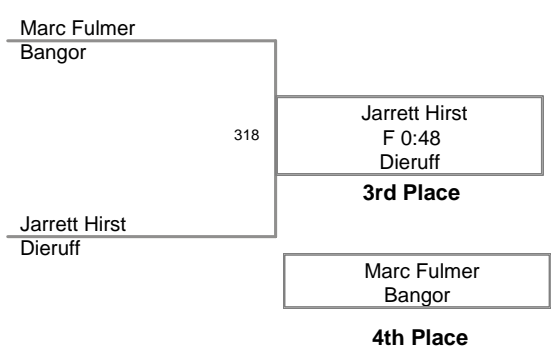 Marc Fulmer
Bangor
318
Jarrett Hirst
F 0:48
Dieruff
3rd Place
Jarrett Hirst
Dieruff
Marc Fulmer
Bangor
4th Place